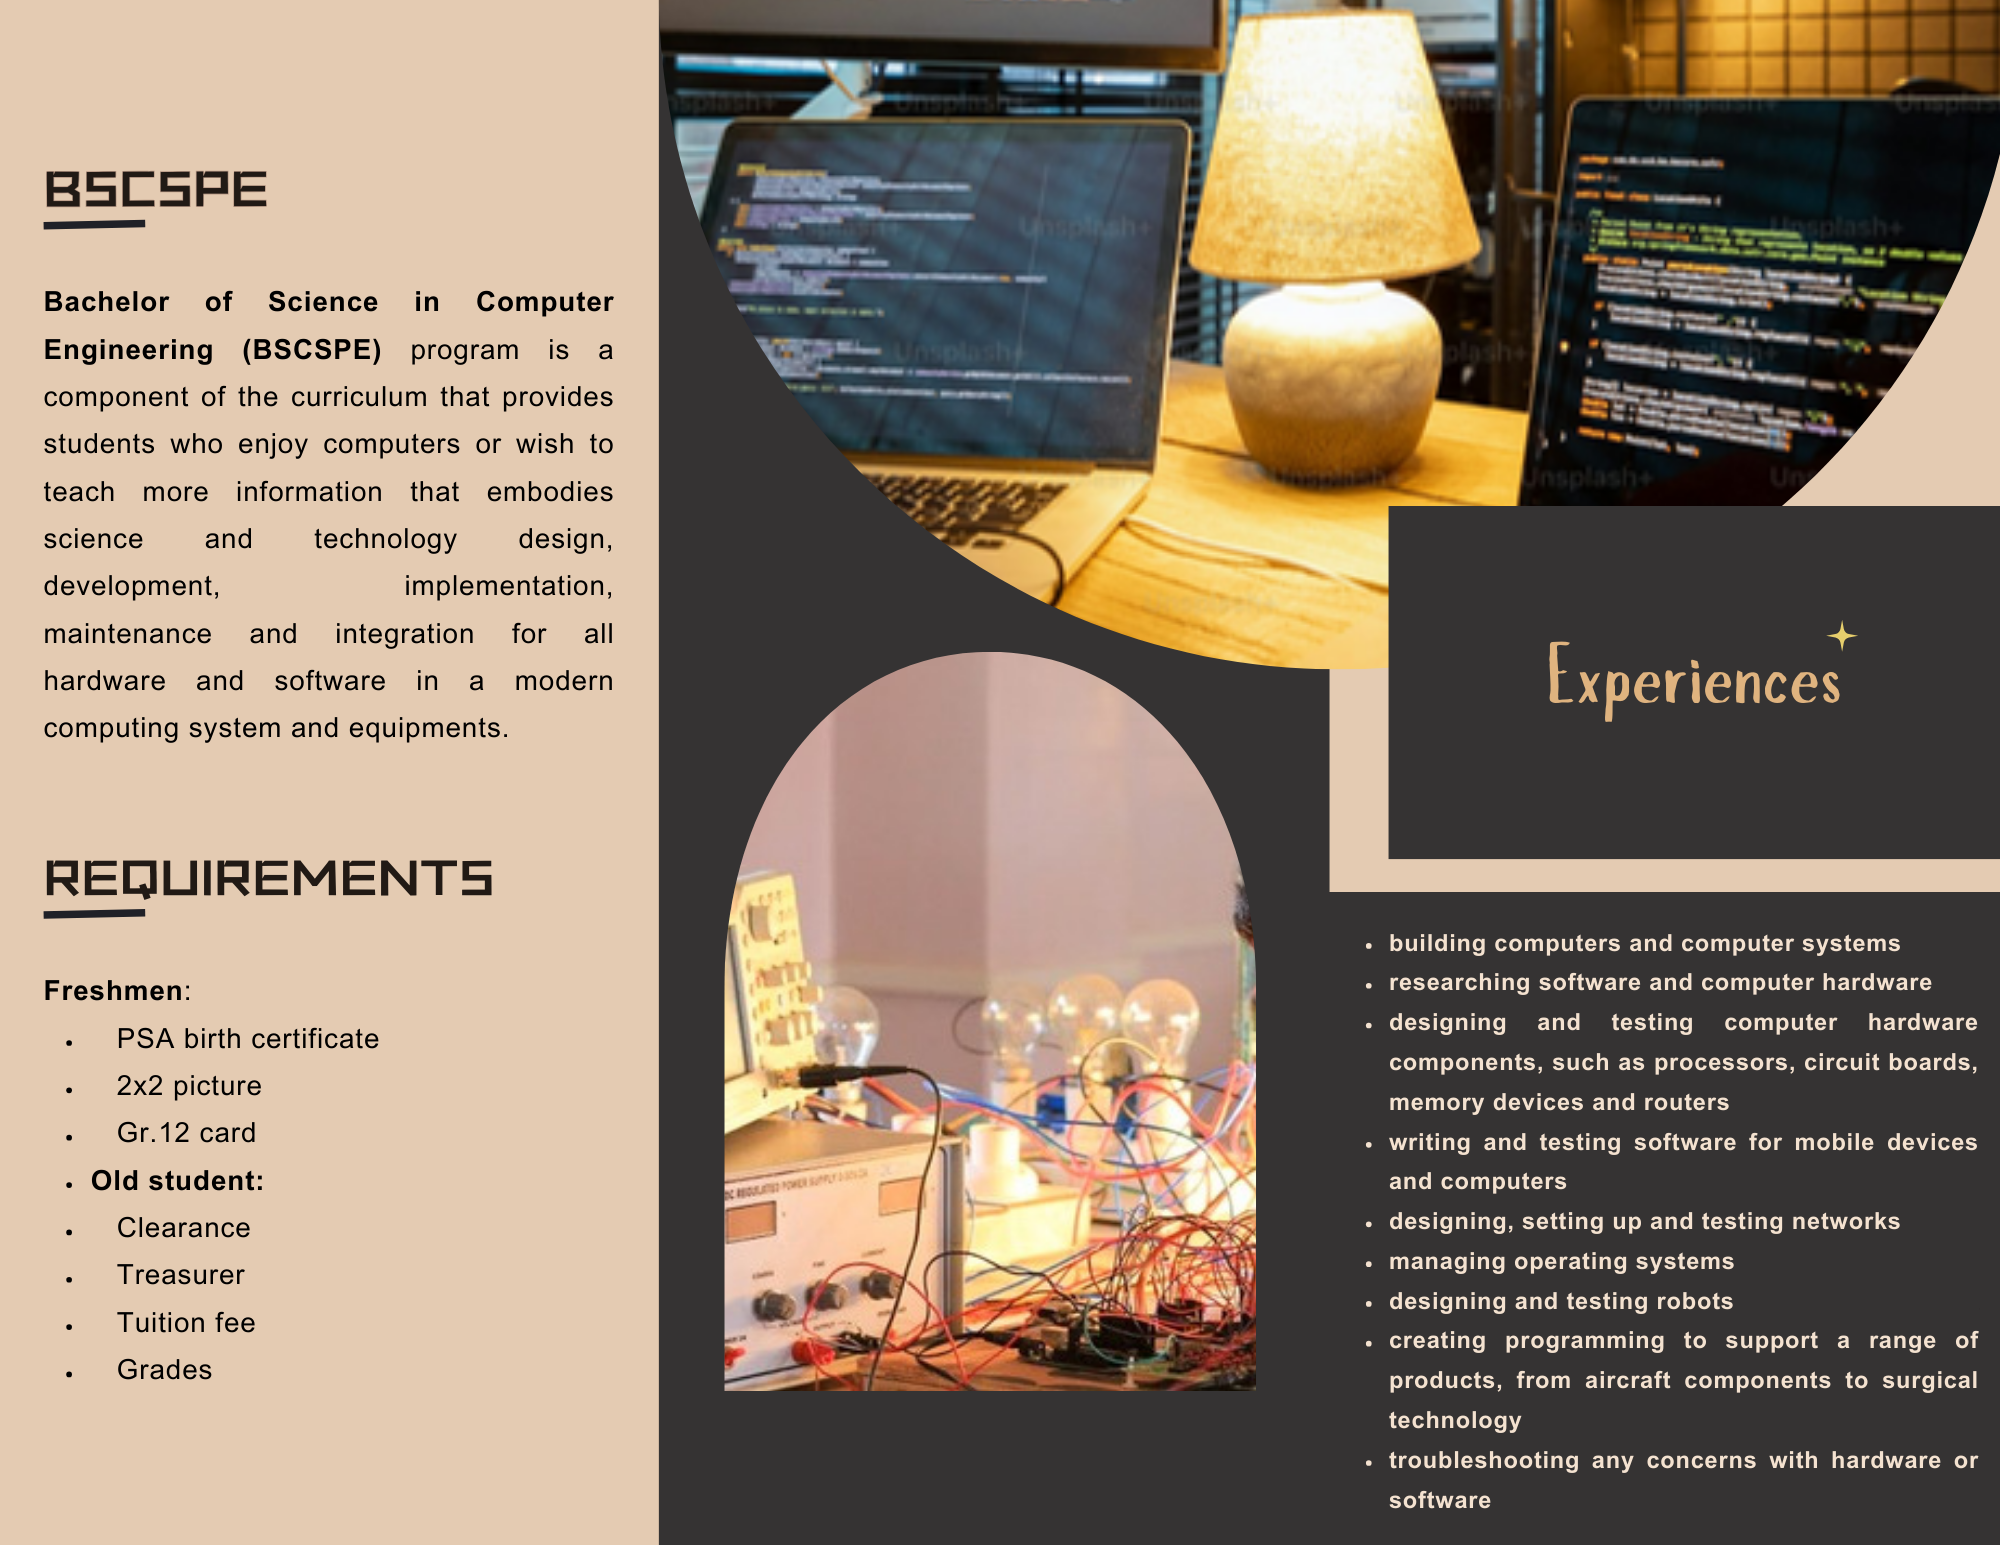 BSCSPE
Bachelor of Science in Computer
Engineering (BSCSPE) program is a
component of the curriculum that provides
students who enjoy computers or wish to
teach more information that embodies
science and technology design,
development, implementation,
maintenance and integration for all
hardware and software in a modern
computing system and equipments.
REQUIREMENTS
Freshmen:
• PSA birth certificate
• 2x2 picture
• Gr.12 card
• Old student:
• Clearance
• Treasurer
• Tuition fee
• Grades
Unsplash+
DC REGULATED POWER SUPPLY
Experiences
• building computers and computer systems
• researching software and computer hardware
• designing and testing computer hardware
components, such as processors, circuit boards,
memory devices and routers
• writing and testing software for mobile devices
and computers
• designing, setting up and testing networks
• managing operating systems
• designing and testing robots
• creating programming to support a range of
products, from aircraft components to surgical
technology
• troubleshooting any concerns with hardware or
software